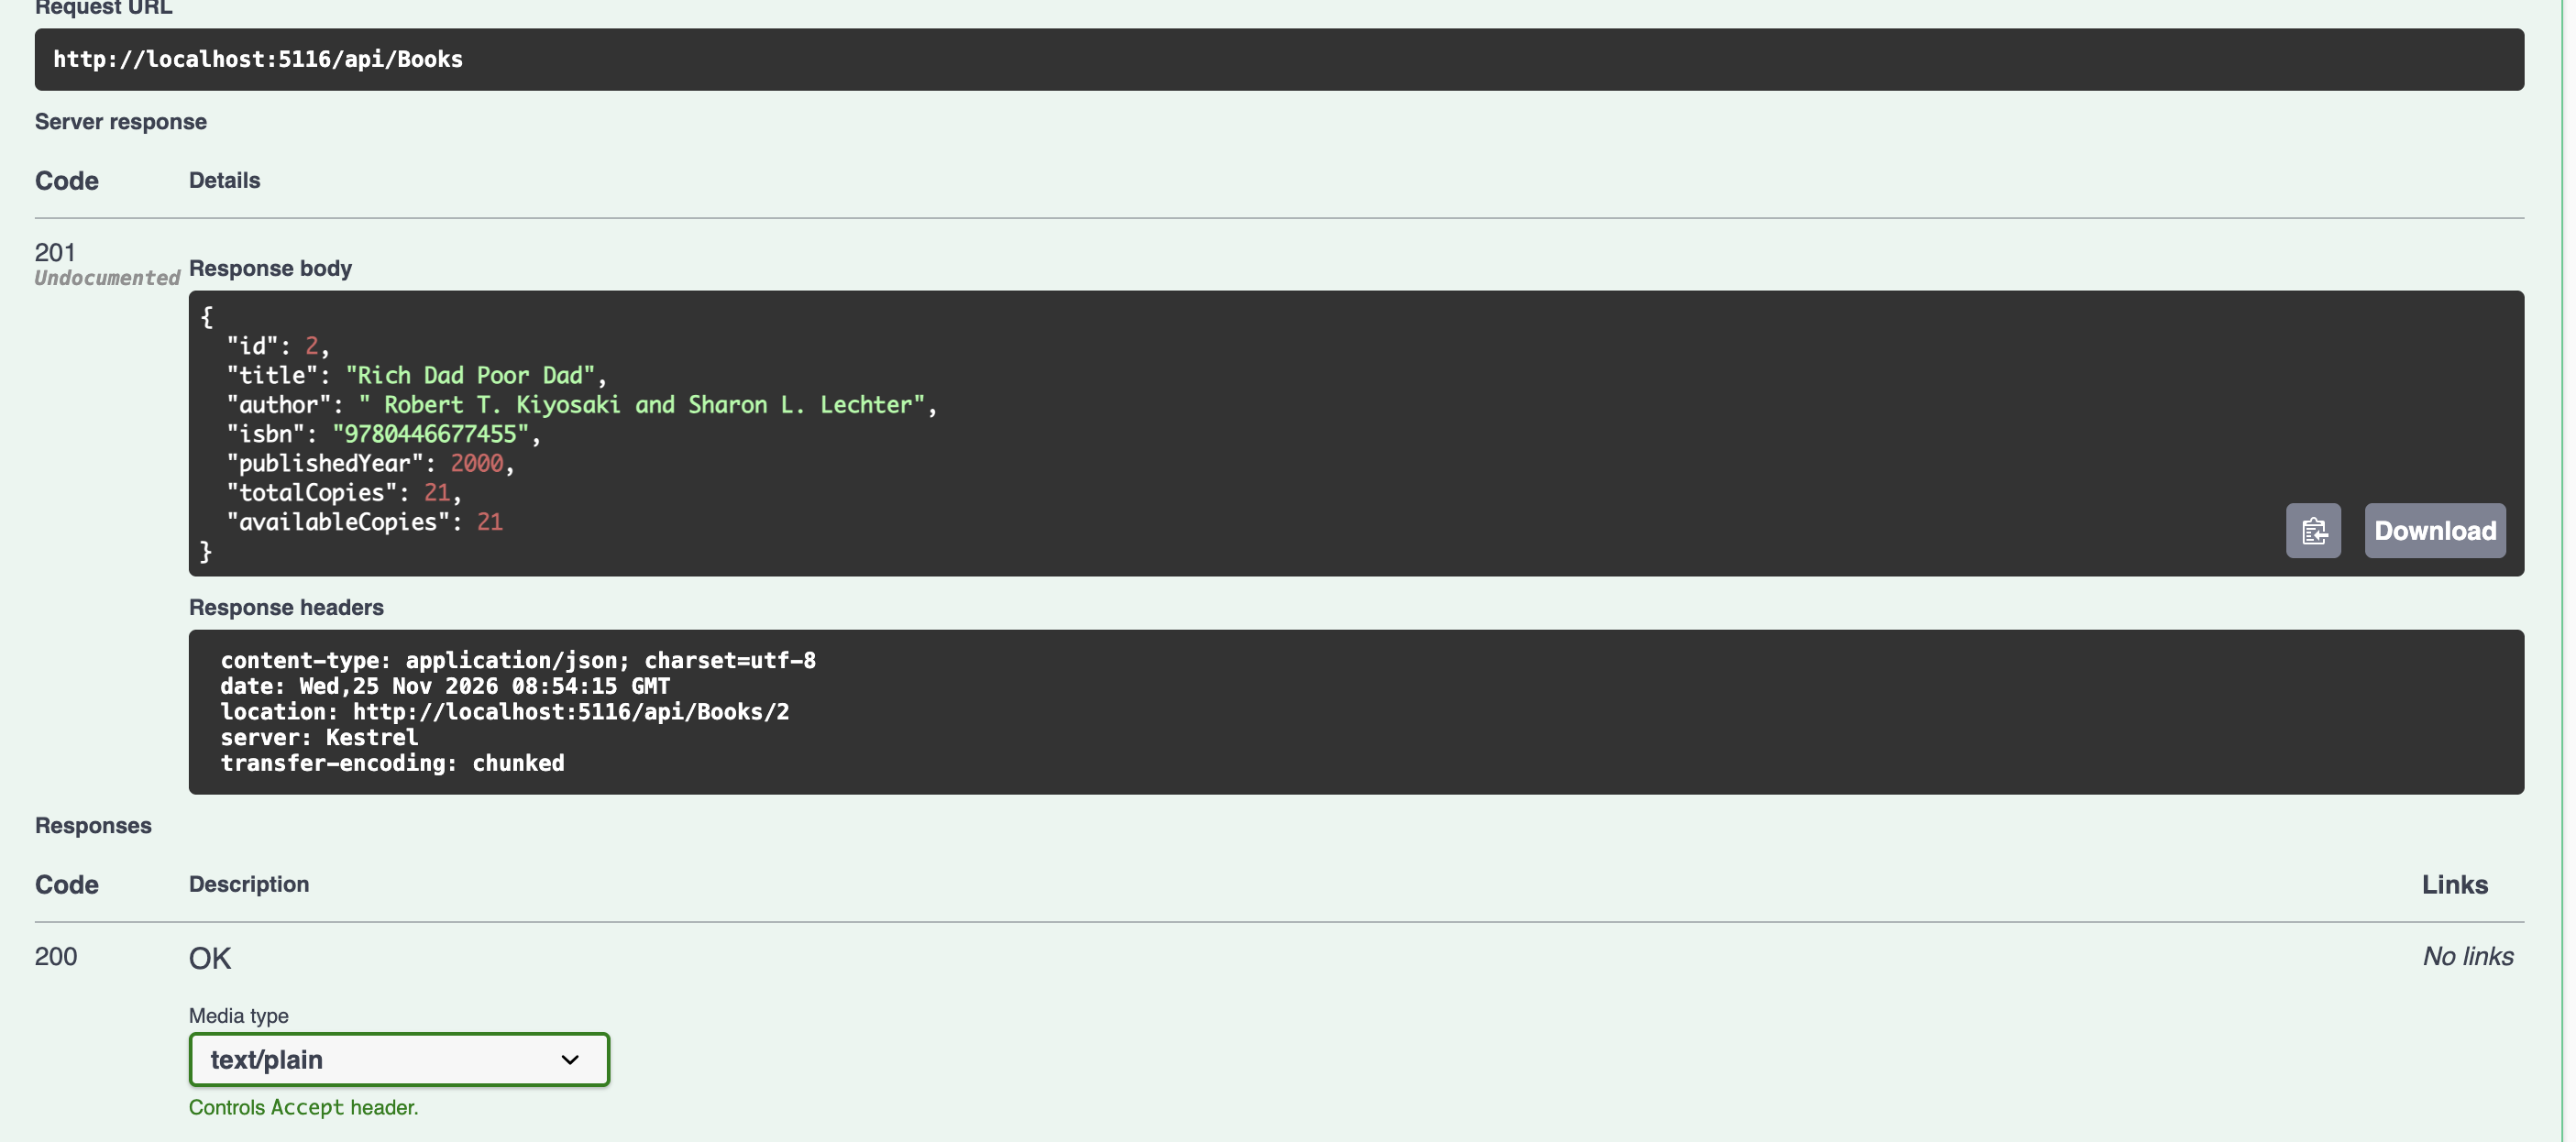 Request URL
http://localhost:5116/api/Books
Server response
Code Details
201
Undocumented
Response body
{
  "id": 2,
  "title": "Rich Dad Poor Dad",
  "author": " Robert T. Kiyosaki and Sharon L. Lechter",
  "isbn": "9780446677455",
  "publishedYear": 2000,
  "totalCopies": 21,
  "availableCopies": 21
}
Download
Response headers
content-type: application/json; charset=utf-8
date: Wed,25 Nov 2026 08:54:15 GMT
location: http://localhost:5116/api/Books/2
server: Kestrel
transfer-encoding: chunked
Responses
Code Description Links
200 OK No links
Media type
text/plain
Controls Accept header.